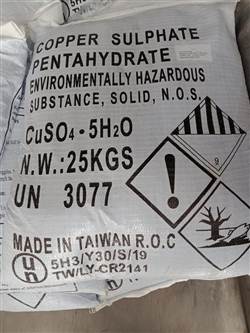 COPPER SULPHATE
PENTAHYDRATE
ENVIRONMENTALLY HAZARDOUS
SUBSTANCE, SOLID, N.O.S.
CuSO4·5H2O
N.W.:25KGS
9
UN 3077
MADE IN TAIWAN R.O.C
UN 5H3/Y30/S/19
TW/LY-CR2141